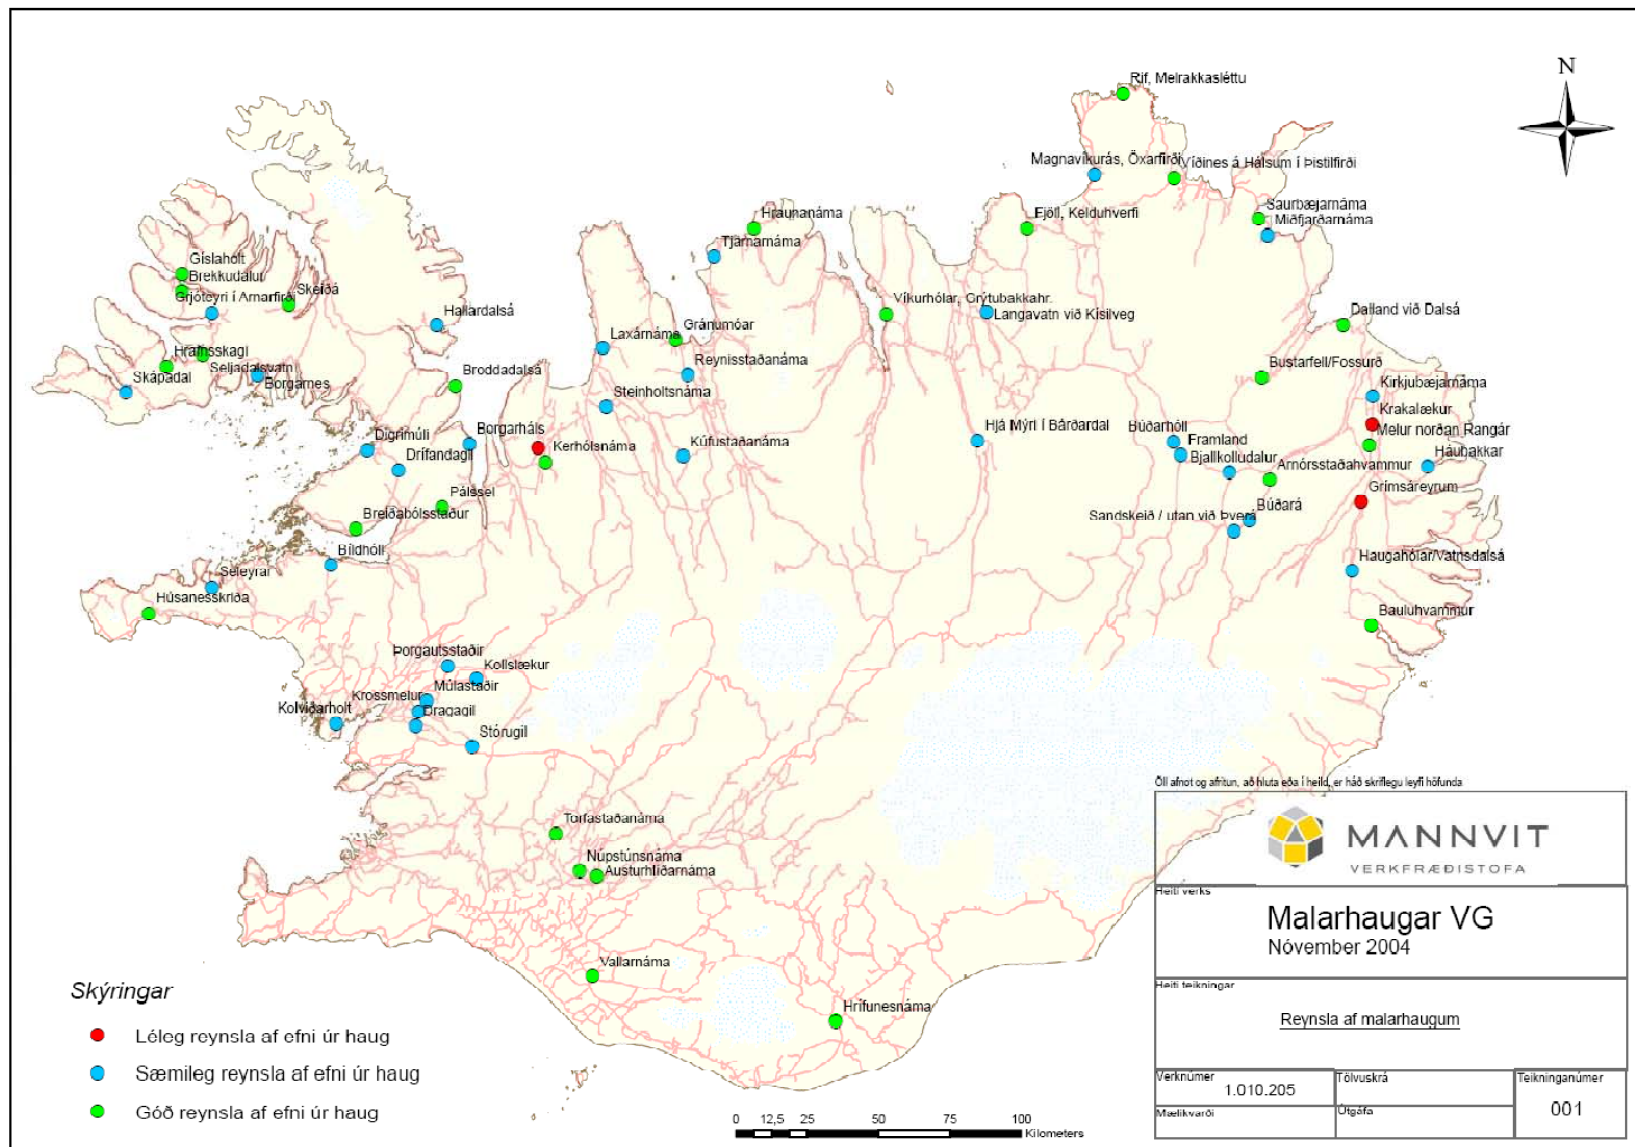 N
Rif, Melrakkasléttu
Magnavíkurás, Öxarfirði
Víðines á Hálsum í Þistilfirði
Saurbæjarnáma
Miðfjarðarnáma
Hraunanáma
Fjöll, Kelduhverfi
Tjarnarnáma
Gíslaholt
Brekkudalur
Grjóteyri í Arnarfirði
Skeiðá
Hallardalsá
Víkurhólar, Grýtubakkahr.
Langavatn við Kísilveg
Dalland við Dalsá
Gránumóar
Laxárnáma
Hrafnsskagi
Seljadalsvatn
Reynisstaðanáma
Bustarfell/Fossurð
Skápadal
Borgarnes
Broddadalsá
Kirkjubæjarnáma
Steinholtsnáma
Krakalækur
Melur norðan Rangár
Digrimúli
Borgarháls
Kerhólsnáma
Kúfustaðanáma
Hjá Mýri í Bárðardal
Búðarhóll
Framland
Bjallkolludalur
Arnórsstaðahvammur
Háubakkar
Drífandagil
Grímsáreyrum
Pálssel
Búðará
Sandskeið / utan við Þverá
Breiðabólsstaður
Bíldhóll
Haugahólar/Vatnsdalsá
Seleyrar
Húsanesskriða
Bauluhvammur
Þorgautsstaðir
Kollslækur
Múlastaðir
Krossmelur
Kolviðarholt
Dragagil
Stórugil
Öll afnot og afritun, að hluta eða í heild, er háð skriflegu leyfi höfunda
Torfastaðanáma
Núpstúnsnáma
Austurhlíðarnáma
Vallarnáma
Hrífunesnáma
MANNVIT
VERKFRÆÐISTOFA
Heiti verks
Malarhaugar VG
Nóvember 2004
Heiti teikningar
Reynsla af malarhaugum
Verknúmer
1.010.205
Tölvuskrá
Teikninganúmer
001
Mælikvarði
Útgáfa
Skýringar
Léleg reynsla af efni úr haug
Sæmileg reynsla af efni úr haug
Góð reynsla af efni úr haug
0 12,5 25 50 75 100
Kilometers